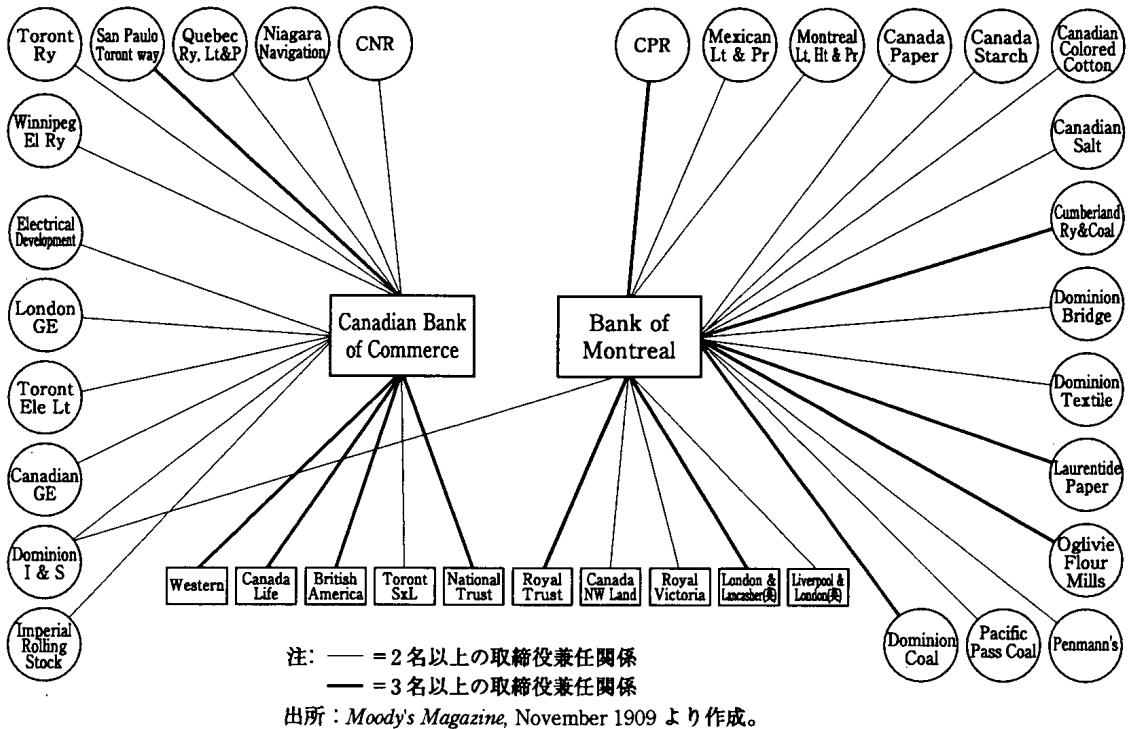 Toront
Ry
San Paulo
Toront way
Quebec
Ry, Lt&P
Niagara
Navigation
CNR
CPR
Mexican
Lt & Pr
Montreal
Lt, Ht & Pr
Canada
Paper
Canada
Starch
Canadian
Colored
Cotton
Winnipeg
El Ry
Canadian
Salt
Electrical
Development
Cumberland
Ry&Coal
London
GE
Canadian Bank
of Commerce
Bank of
Montreal
Dominion
Bridge
Toront
Ele Lt
Dominion
Textile
Canadian
GE
Laurentide
Paper
Dominion
I & S
Oglivie
Flour
Mills
Western
Canada
Life
British
America
Toront
SxL
National
Trust
Royal
Trust
Canada
NW Land
Royal
Victoria
London &
Lancasher(英)
Liverpool &
London(英)
Imperial
Rolling
Stock
Dominion
Coal
Pacific
Pass Coal
Penmann's
注: — =2名以上の取締役兼任関係
— =3名以上の取締役兼任関係
出所:Moody's Magazine, November 1909 より作成。